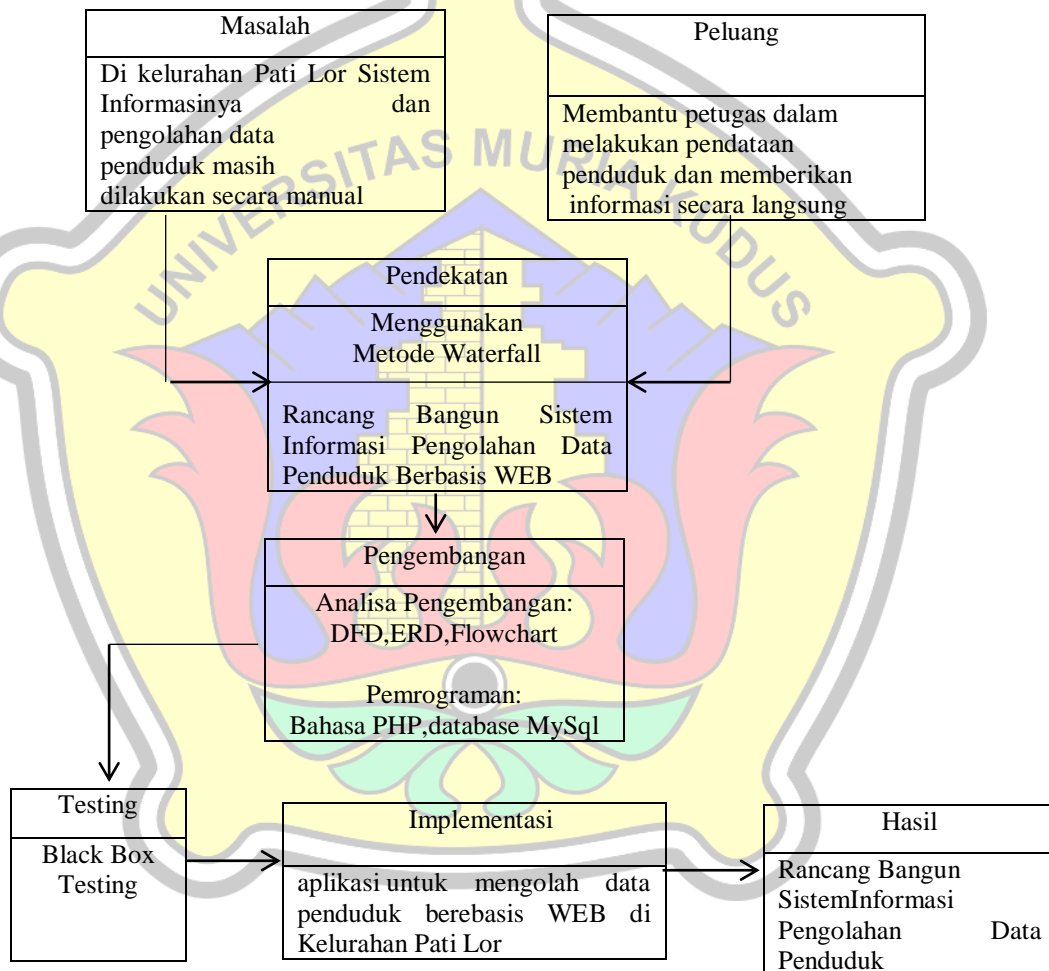 Masalah
Di kelurahan Pati Lor Sistem
Informasinya dan
pengolahan data
penduduk masih
dilakukan secara manual
Peluang
Membantu petugas dalam
melakukan pendataan
penduduk dan memberikan
informasi secara langsung
UNIVERSITAS MURIA KUDUS
Pendekatan
Menggunakan
Metode Waterfall
Rancang Bangun Sistem
Informasi Pengolahan Data
Penduduk Berbasis WEB
Pengembangan
Analisa Pengembangan:
DFD,ERD,Flowchart
Pemrograman:
Bahasa PHP,database MySql
Testing
Black Box
Testing
Implementasi
aplikasi untuk mengolah data
penduduk berebasis WEB di
Kelurahan Pati Lor
Hasil
Rancang Bangun
SistemInformasi
Pengolahan Data
Penduduk